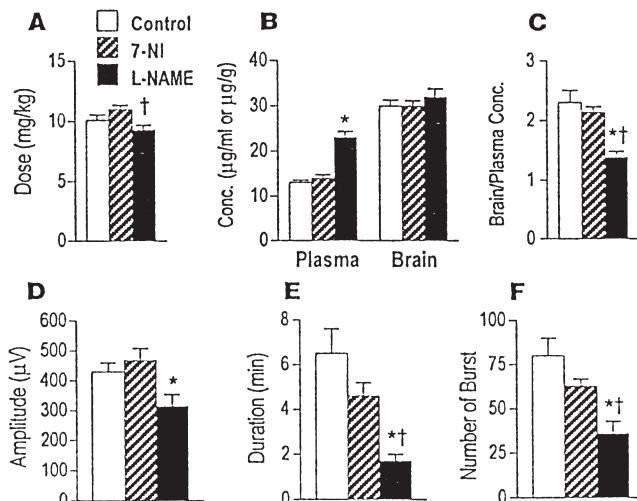 A
Control
7-NI
L-NAME
Dose (mg/kg)
15
10
5
0
†
B
Conc. (μg/ml or μg/g)
40
30
20
10
0
*
Plasma
Brain
C
Brain/Plasma Conc.
3
2
1
0
*†
D
Amplitude (μV)
600
500
400
300
200
100
0
*
E
Duration (min)
8
6
4
2
0
*†
F
Number of Burst
100
75
50
25
0
*†